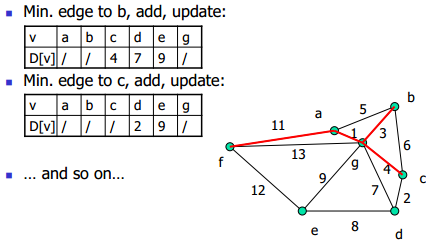 Min. edge to b, add, update:
v a b c d e g
D[v] / / 4 7 9 /
Min. edge to c, add, update:
v a b c d e g
D[v] / / / 2 9 /
... and so on...
b
5
a
11
1
3
6
13
f
g
4
c
9
7
2
12
8
e
d